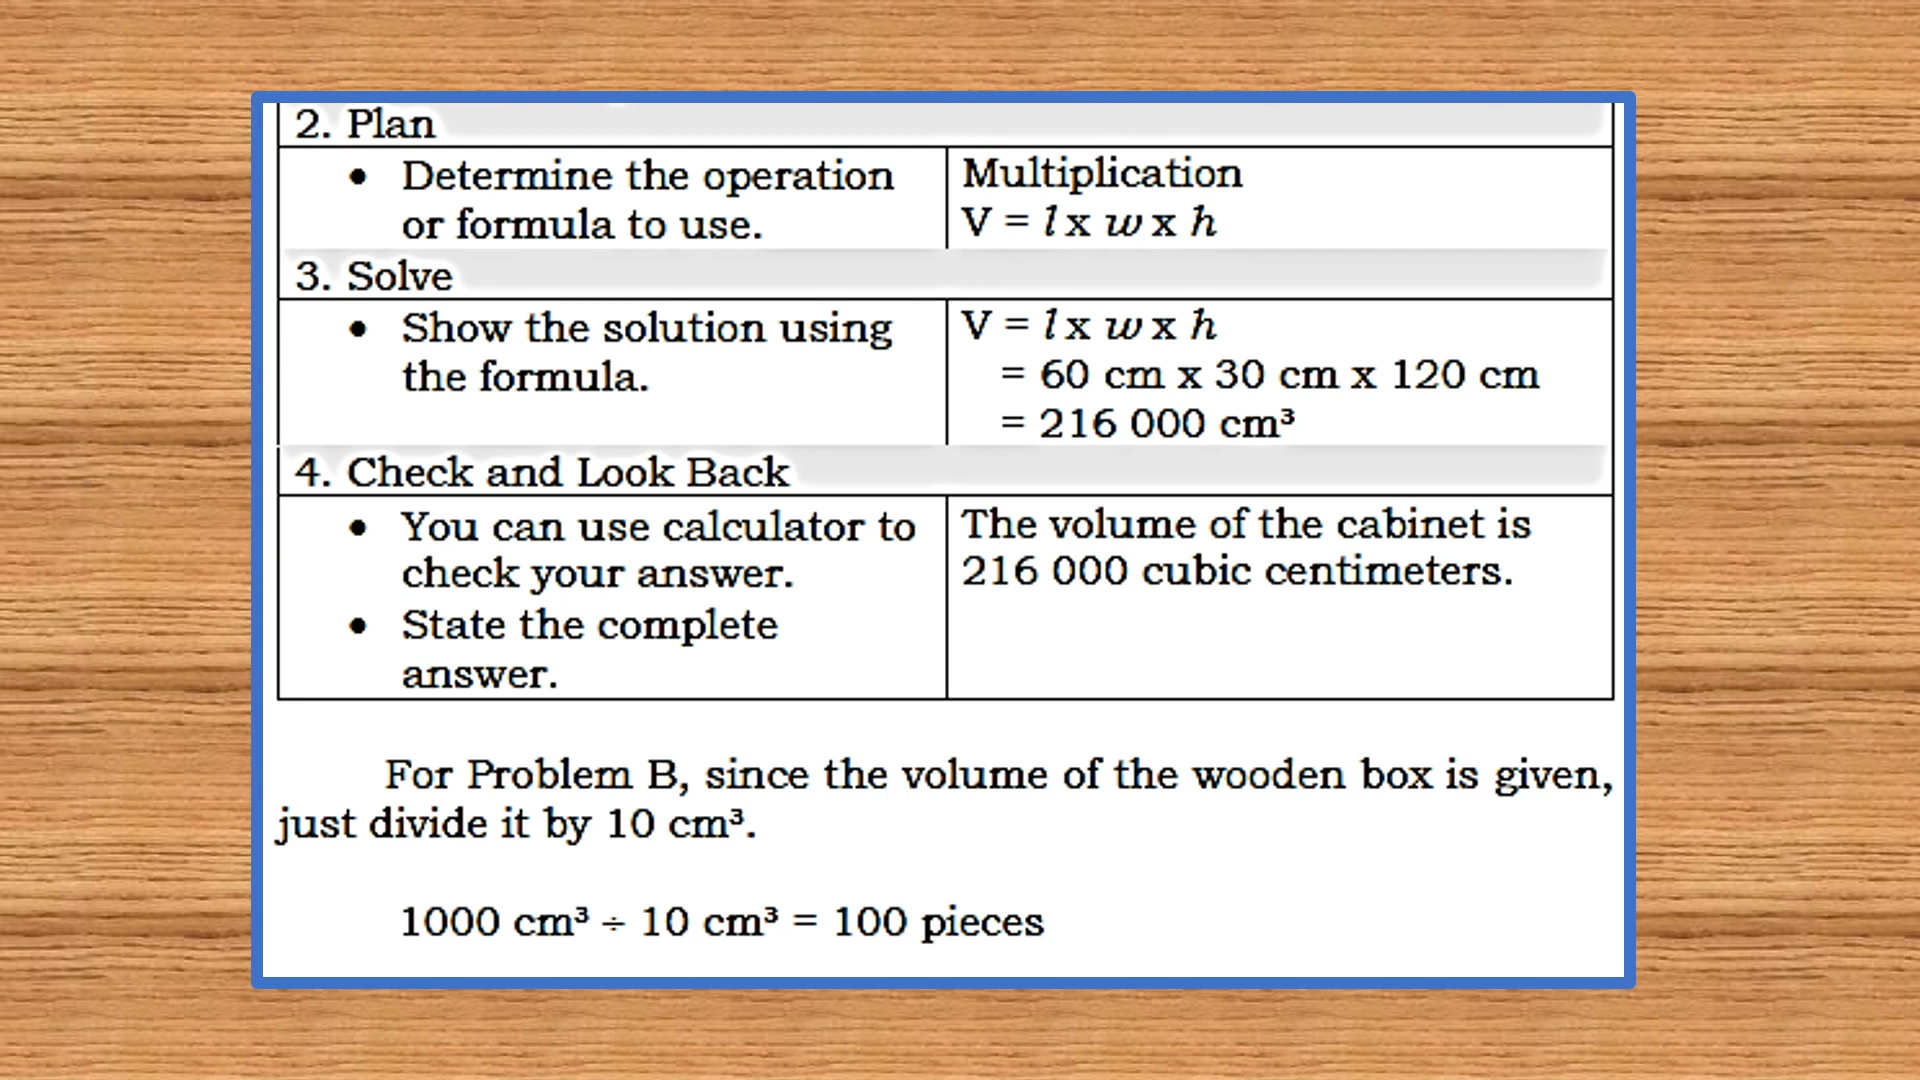 2. Plan
• Determine the operation
or formula to use.
Multiplication
V = l x w x h
3. Solve
• Show the solution using
the formula.
V = l x w x h
= 60 cm x 30 cm x 120 cm
= 216 000 cm³
4. Check and Look Back
• You can use calculator to
check your answer.
• State the complete
answer.
The volume of the cabinet is
216 000 cubic centimeters.
For Problem B, since the volume of the wooden box is given,
just divide it by 10 cm³.
1000 cm³ ÷ 10 cm³ = 100 pieces